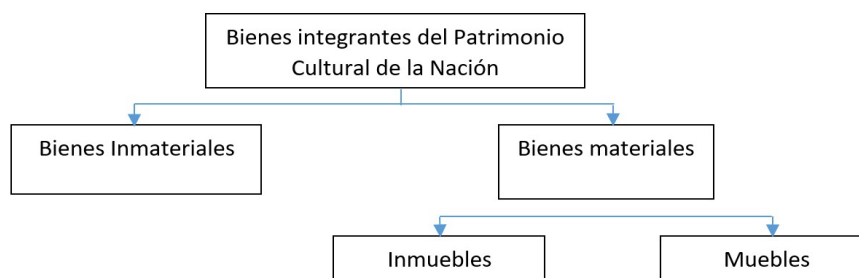 Bienes integrantes del Patrimonio
Cultural de la Nación
Bienes Inmateriales
Bienes materiales
Inmuebles
Muebles